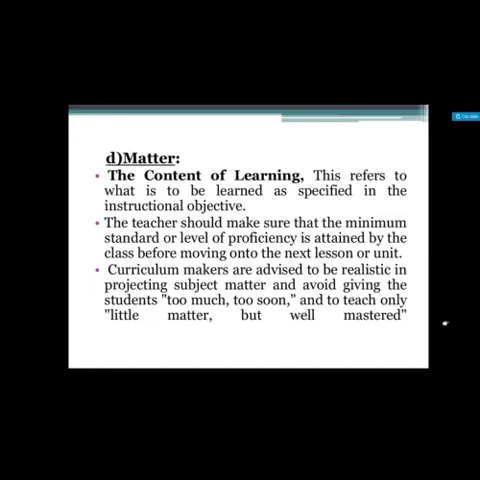 d)Matter:
• The Content of Learning, This refers to
what is to be learned as specified in the
instructional objective.
• The teacher should make sure that the minimum
standard or level of proficiency is attained by the
class before moving onto the next lesson or unit.
• Curriculum makers are advised to be realistic in
projecting subject matter and avoid giving the
students "too much, too soon," and to teach only
"little matter, but well mastered"